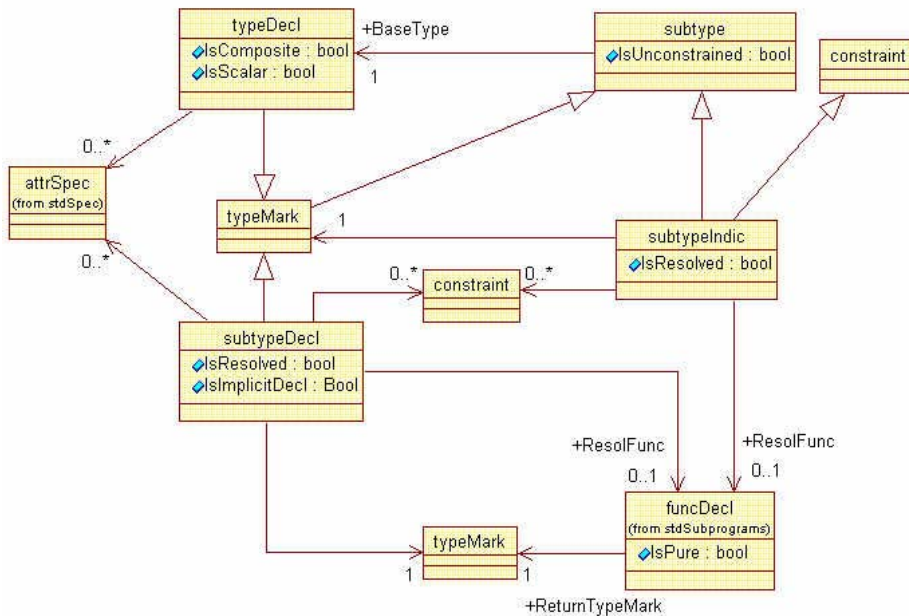 typeDecl
IsComposite : bool
IsScalar : bool
+BaseType
1
subtype
IsUnconstrained : bool
constraint
0..*
attrSpec
(from stdSpec)
typeMark
1
subtypeIndic
IsResolved : bool
0..*
0..*
constraint
0..*
subtypeDecl
IsResolved : bool
IsImplicitDecl : Bool
+ResolFunc
0..1
+ResolFunc
0..1
funcDecl
(from stdSubprograms)
IsPure : bool
typeMark
1
1
+ReturnTypeMark